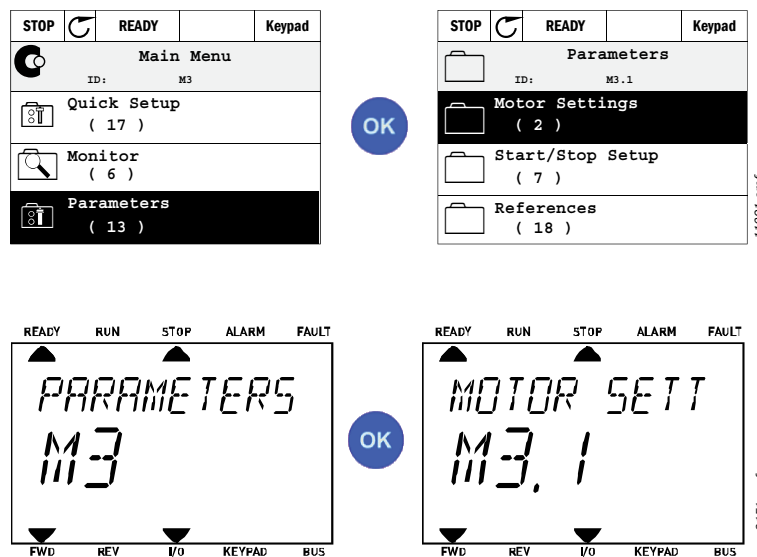 STOP READY Keypad
Main Menu
ID: M3
Quick Setup
( 17 )
Monitor
( 6 )
Parameters
( 13 )
OK
STOP READY Keypad
Parameters
ID: M3.1
Motor Settings
( 2 )
Start/Stop Setup
( 7 )
References
( 18 )
READY RUN STOP ALARM FAULT
PARAMETERS
M3
FWD REV I/O KEYPAD BUS
OK
READY RUN STOP ALARM FAULT
MOTOR SETT
M3.1
FWD REV I/O KEYPAD BUS